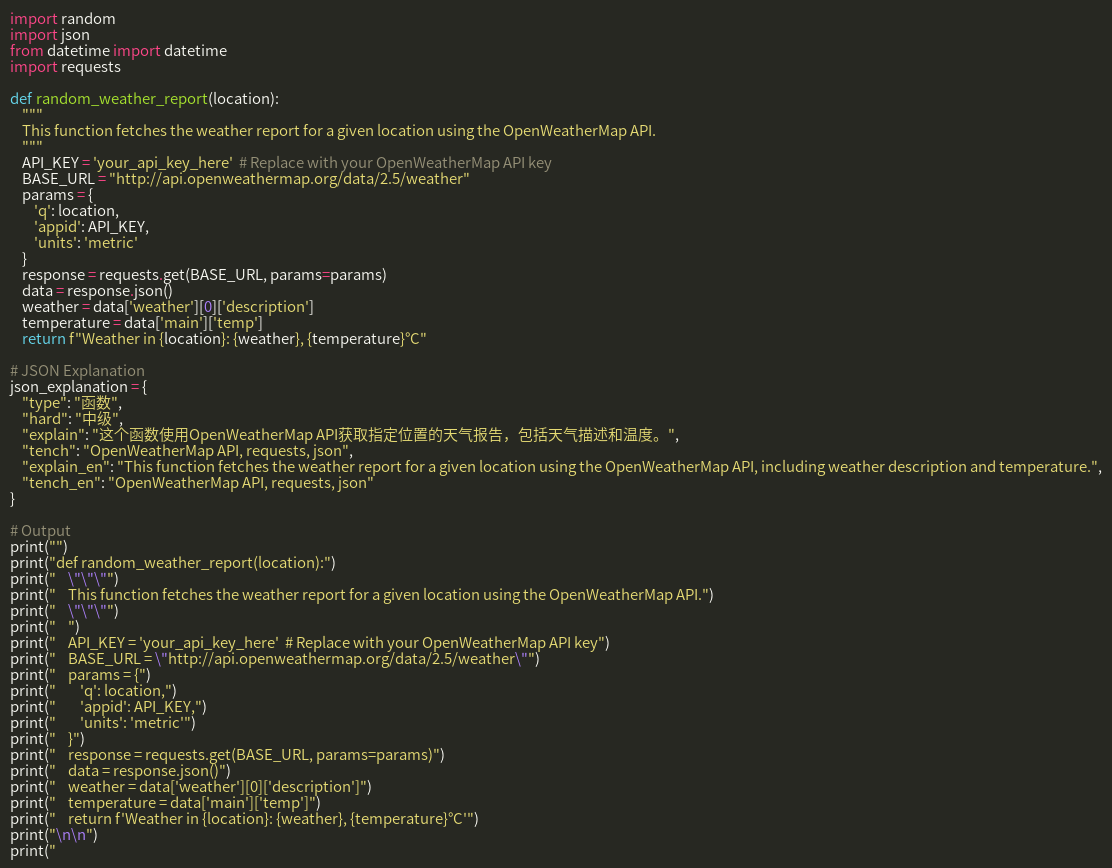 import random
import json
from datetime import datetime
import requests

def random_weather_report(location):
    """
    This function fetches the weather report for a given location using the OpenWeatherMap API.
    """
    API_KEY = 'your_api_key_here'  # Replace with your OpenWeatherMap API key
    BASE_URL = "http://api.openweathermap.org/data/2.5/weather"
    params = {
        'q': location,
        'appid': API_KEY,
        'units': 'metric'
    }
    response = requests.get(BASE_URL, params=params)
    data = response.json()
    weather = data['weather'][0]['description']
    temperature = data['main']['temp']
    return f"Weather in {location}: {weather}, {temperature}°C"

# JSON Explanation
json_explanation = {
    "type": "函数",
    "hard": "中级",
    "explain": "这个函数使用OpenWeatherMap API获取指定位置的天气报告，包括天气描述和温度。",
    "tench": "OpenWeatherMap API, requests, json",
    "explain_en": "This function fetches the weather report for a given location using the OpenWeatherMap API, including weather description and temperature.",
    "tench_en": "OpenWeatherMap API, requests, json"
}

# Output
print("")
print("def random_weather_report(location):")
print("    \"\"\"")
print("    This function fetches the weather report for a given location using the OpenWeatherMap API.")
print("    \"\"\"")
print("    ")
print("    API_KEY = 'your_api_key_here'  # Replace with your OpenWeatherMap API key")
print("    BASE_URL = \"http://api.openweathermap.org/data/2.5/weather\"")
print("    params = {")
print("        'q': location,")
print("        'appid': API_KEY,")
print("        'units': 'metric'")
print("    }")
print("    response = requests.get(BASE_URL, params=params)")
print("    data = response.json()")
print("    weather = data['weather'][0]['description']")
print("    temperature = data['main']['temp']")
print("    return f'Weather in {location}: {weather}, {temperature}°C'")
print("\n\n")
print("